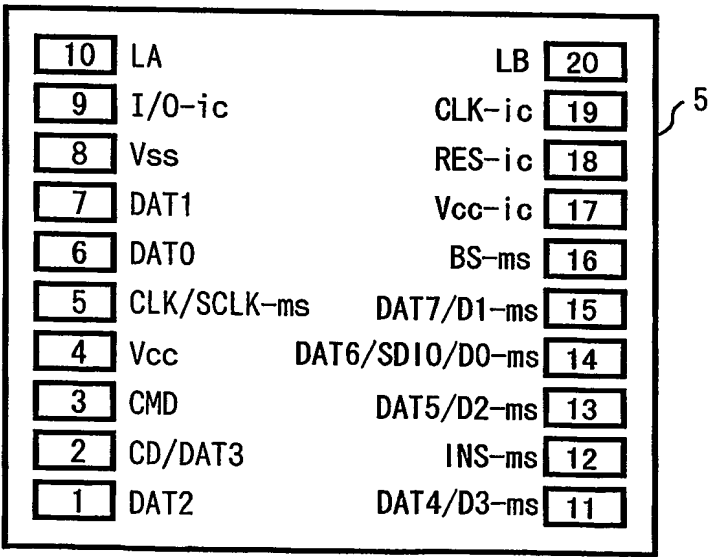 10 LA LB 20
9 I/O-ic CLK-ic 19
8 Vss RES-ic 18
7 DAT1 Vcc-ic 17
6 DAT0 BS-ms 16
5 CLK/SCLK-ms DAT7/D1-ms 15
4 Vcc DAT6/SDIO/D0-ms 14
3 CMD DAT5/D2-ms 13
2 CD/DAT3 INS-ms 12
1 DAT2 DAT4/D3-ms 11
5